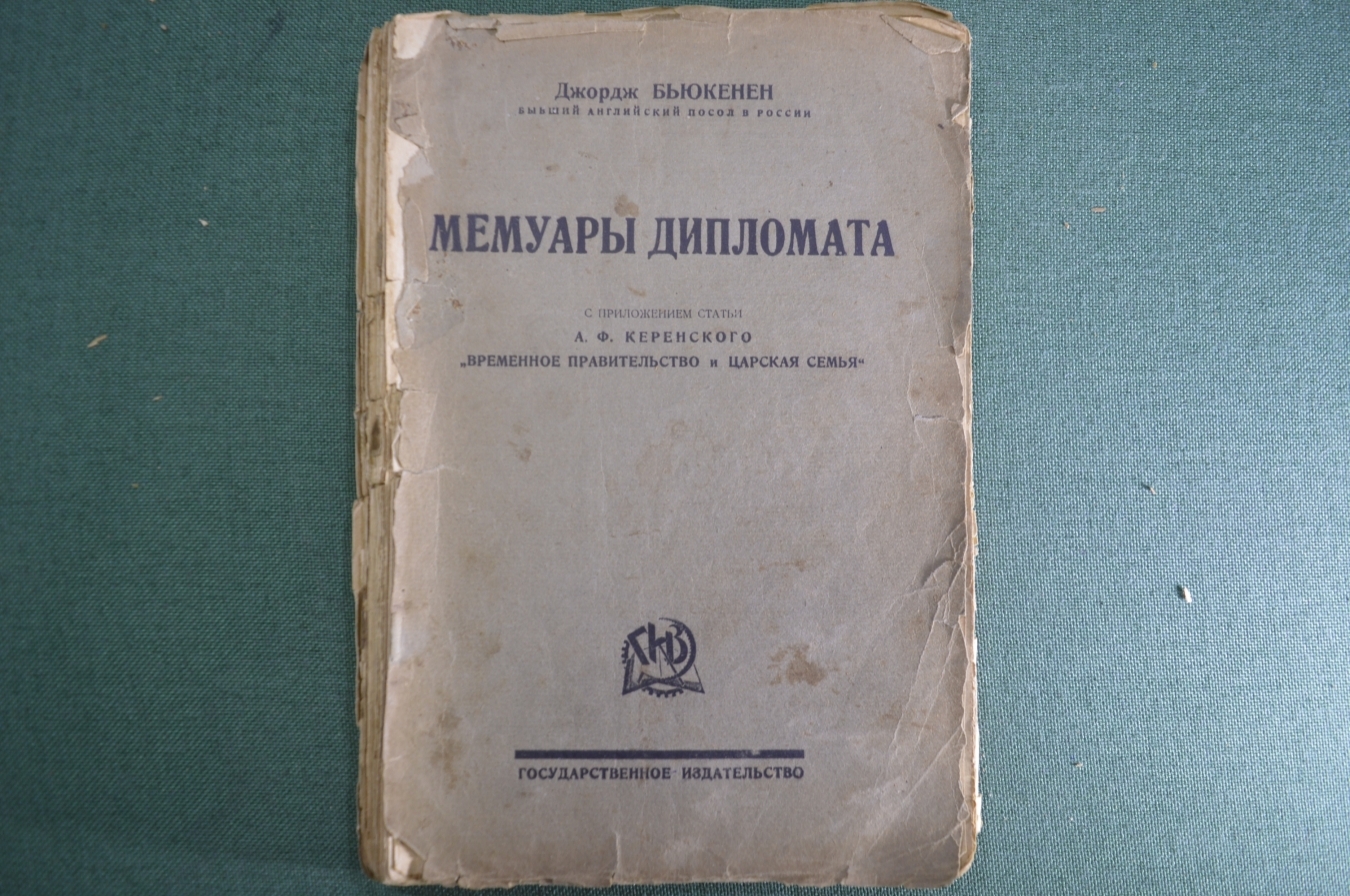 Джордж БЬЮКЕНЕН
БЫВШИЙ АНГЛИЙСКИЙ ПОСОЛ В РОССИИ
МЕМУАРЫ ДИПЛОМАТА
С ПРИЛОЖЕНИЕМ СТАТЬИ
А. Ф. КЕРЕНСКОГО
„ВРЕМЕННОЕ ПРАВИТЕЛЬСТВО и ЦАРСКАЯ СЕМЬЯ“
ГИЗ
ГОСУДАРСТВЕННОЕ ИЗДАТЕЛЬСТВО